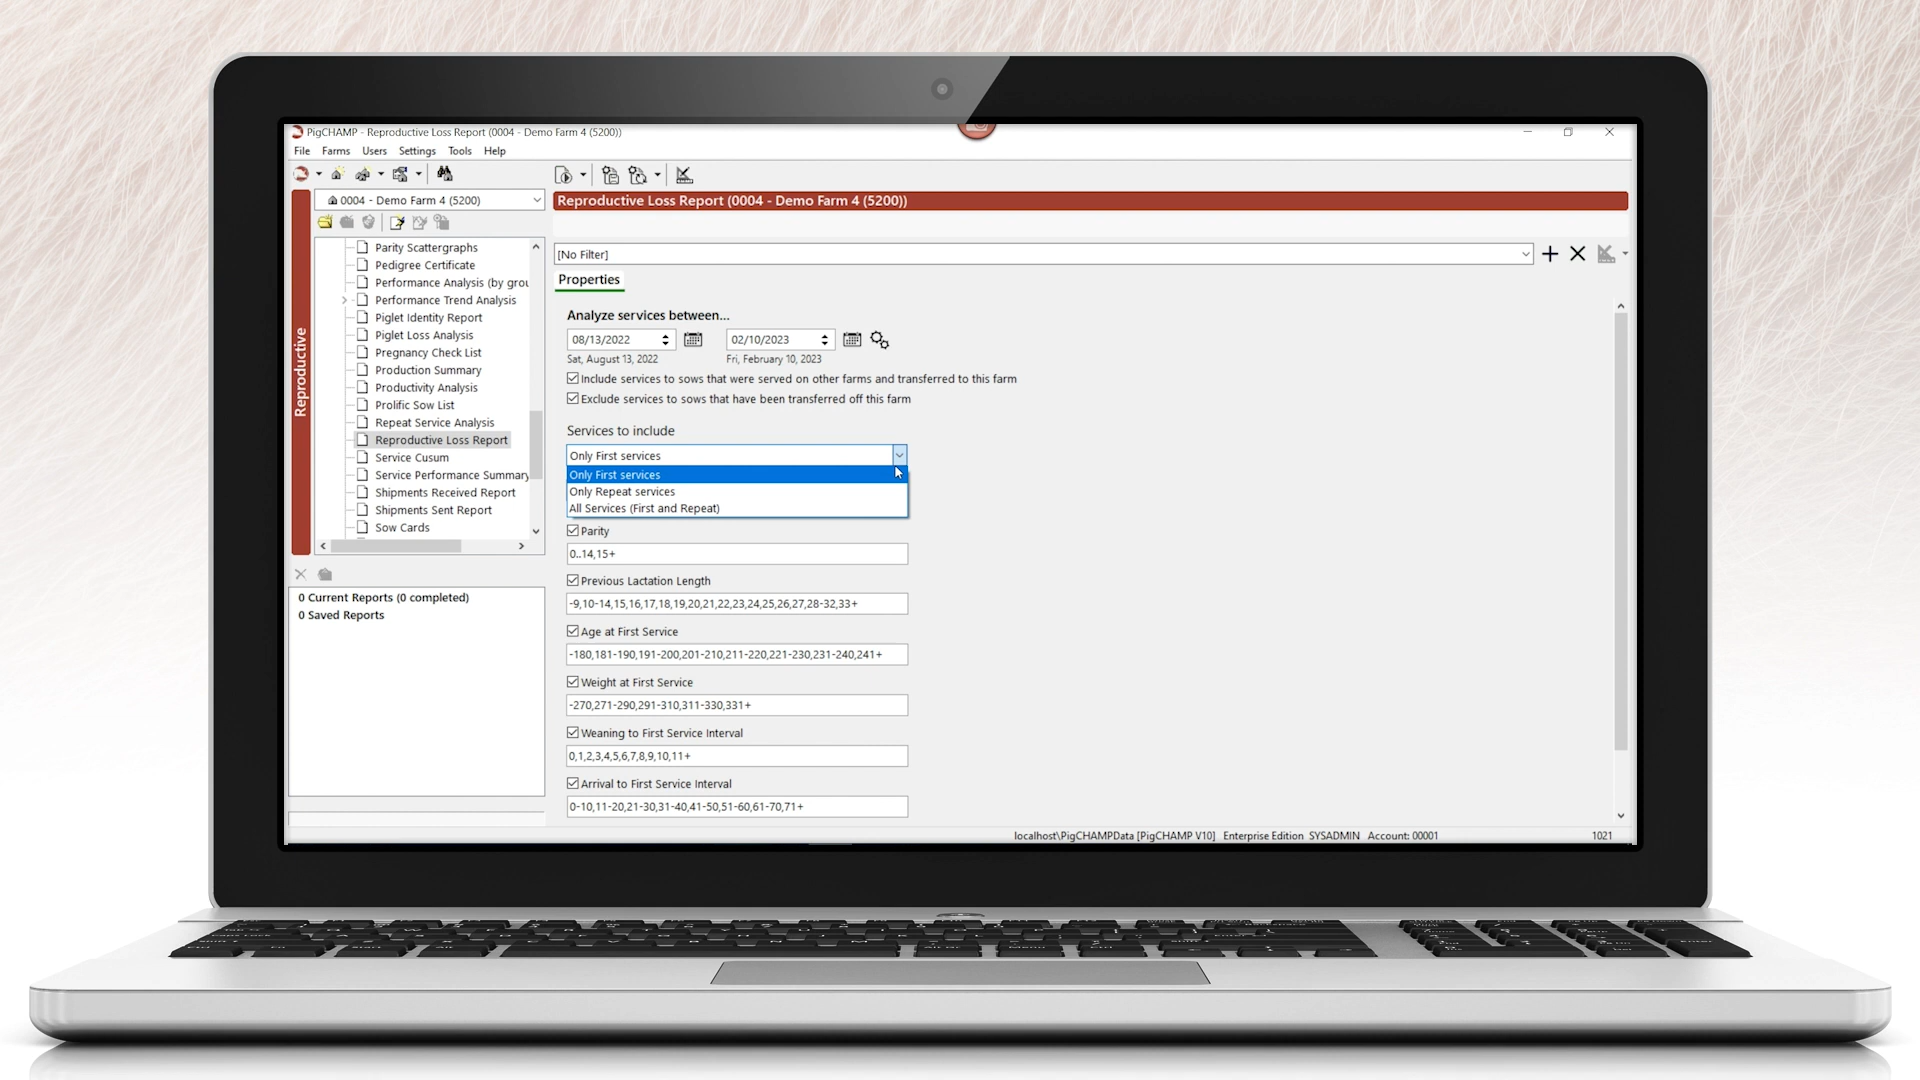 PigCHAMP - Reproductive Loss Report (0004 - Demo Farm 4 (5200))
File Farms Users Settings Tools Help
0004 - Demo Farm 4 (5200)
Reproductive Loss Report (0004 - Demo Farm 4 (5200))
Reproductive
Parity Scattergraphs
Pedigree Certificate
Performance Analysis (by grou
Performance Trend Analysis
Piglet Identity Report
Piglet Loss Analysis
Pregnancy Check List
Production Summary
Productivity Analysis
Prolific Sow List
Repeat Service Analysis
Reproductive Loss Report
Service Cusum
Service Performance Summary
Shipments Received Report
Shipments Sent Report
Sow Cards
0 Current Reports (0 completed)
0 Saved Reports
[No Filter]
Properties
Analyze services between...
08/13/2022 02/10/2023
Sat, August 13, 2022 Fri, February 10, 2023
Include services to sows that were served on other farms and transferred to this farm
Exclude services to sows that have been transferred off this farm
Services to include
Only First services
Only First services
Only Repeat services
All Services (First and Repeat)
Parity
0..14,15+
Previous Lactation Length
-9,10-14,15,16,17,18,19,20,21,22,23,24,25,26,27,28-32,33+
Age at First Service
-180,181-190,191-200,201-210,211-220,221-230,231-240,241+
Weight at First Service
-270,271-290,291-310,311-330,331+
Weaning to First Service Interval
0,1,2,3,4,5,6,7,8,9,10,11+
Arrival to First Service Interval
0-10,11-20,21-30,31-40,41-50,51-60,61-70,71+
localhost\PigCHAMPData [PigCHAMP V10] Enterprise Edition SYSADMIN Account: 00001 1021